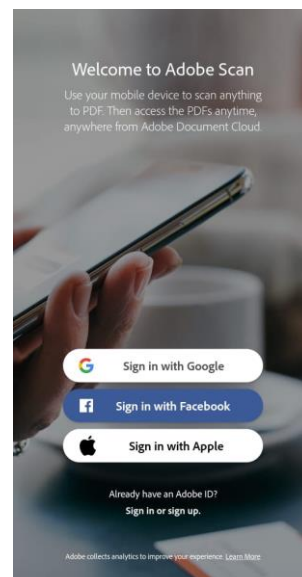 Welcome to Adobe Scan
Use your mobile device to scan anything
to PDF. Then access the PDFs anytime,
anywhere from Adobe Document Cloud.
Sign in with Google
Sign in with Facebook
Sign in with Apple
Already have an Adobe ID?
Sign in or sign up.
Adobe collects analytics to improve your experience. Learn More